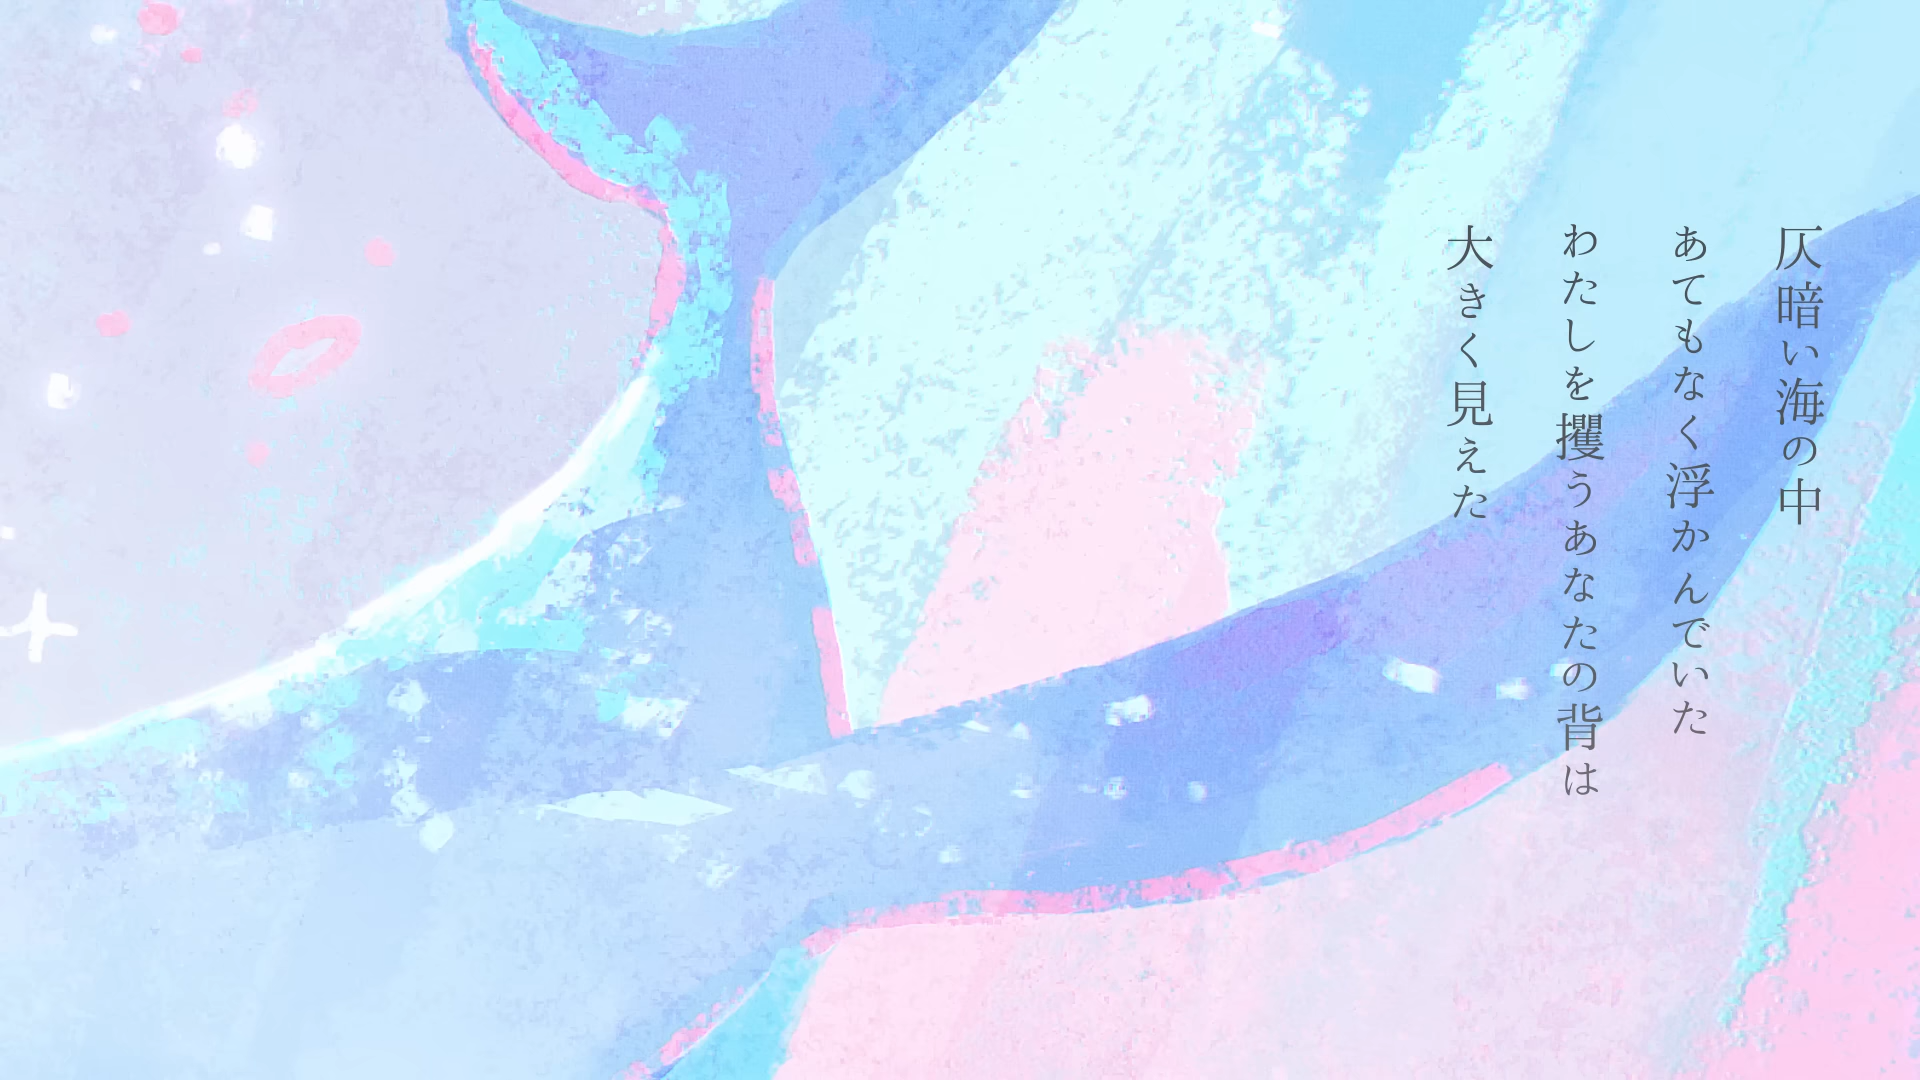 仄暗い海の中
あてもなく浮かんでいた
わたしを攫うあなたの背は
大きく見えた